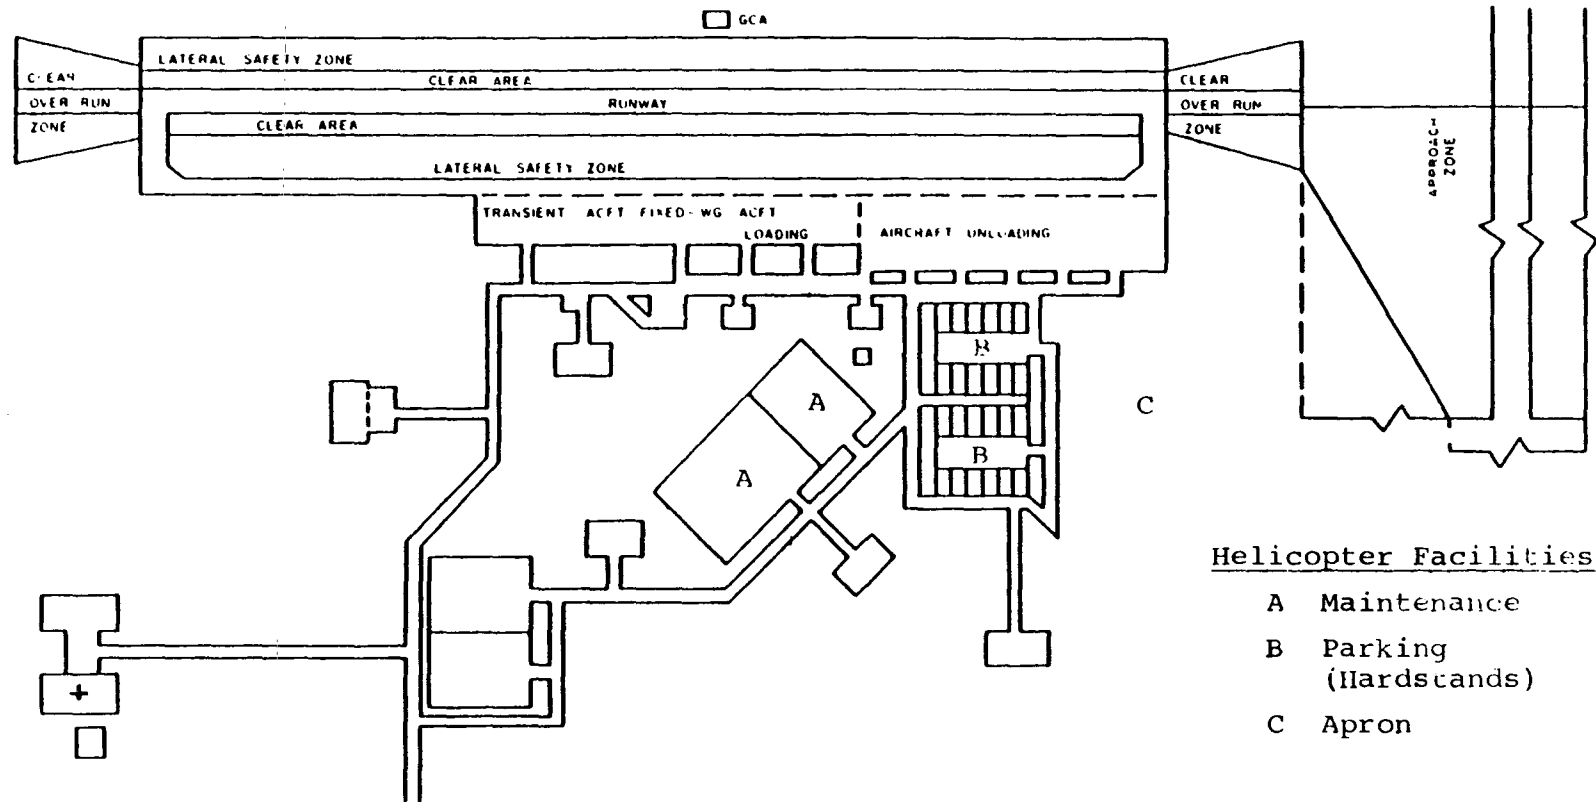 GCA
LATERAL SAFETY ZONE
CLEAR AREA
CLEAR
OVER RUN
ZONE
RUNWAY
CLEAR
OVER RUN
ZONE
CLEAR AREA
LATERAL SAFETY ZONE
APPROACH
ZONE
TRANSIENT ACFT FIXED-WG ACFT
LOADING
AIRCRAFT UNLOADING
B
A
C
B
A
Helicopter Facilities
A Maintenance
B Parking
(Hardstands)
C Apron